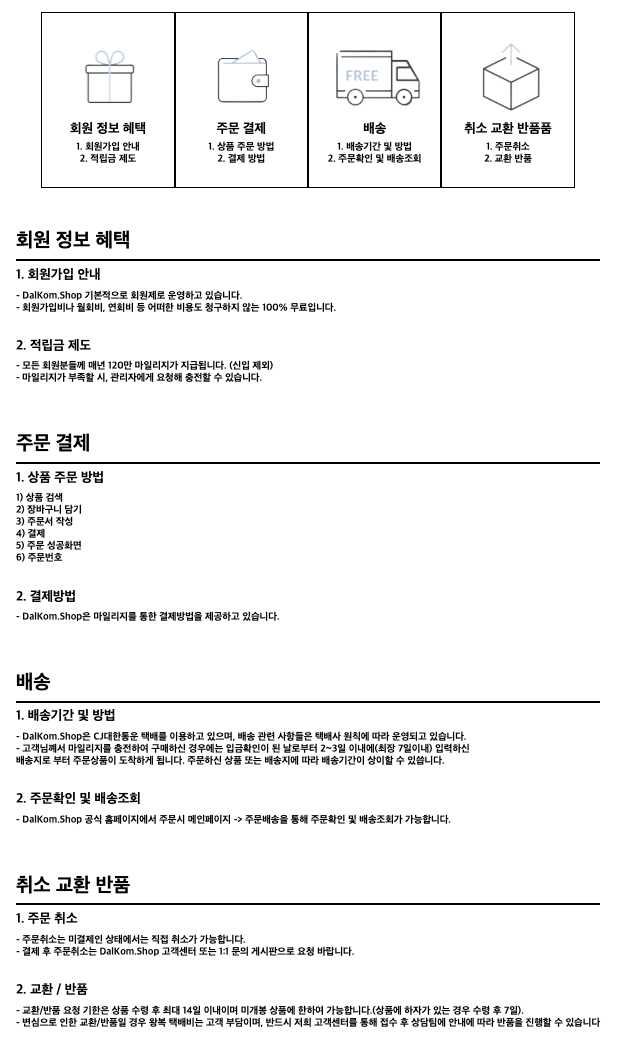 FREE
회원 정보 혜택
1. 회원가입 안내
2. 적립금 제도
주문 결제
1. 상품 주문 방법
2. 결제 방법
배송
1. 배송기간 및 방법
2. 주문확인 및 배송조회
취소 교환 반품품
1. 주문취소
2. 교환 반품
회원 정보 혜택
1. 회원가입 안내
- DalKom.Shop 기본적으로 회원제로 운영하고 있습니다.
- 회원가입비나 월회비, 연회비 등 어떠한 비용도 청구하지 않는 100% 무료입니다.
2. 적립금 제도
- 모든 회원분들께 매년 120만 마일리지가 지급됩니다. (신입 제외)
- 마일리지가 부족할 시, 관리자에게 요청해 충전할 수 있습니다.
주문 결제
1. 상품 주문 방법
1) 상품 검색
2) 장바구니 담기
3) 주문서 작성
4) 결제
5) 주문 성공화면
6) 주문번호
2. 결제방법
- DalKom.Shop은 마일리지를 통한 결제방법을 제공하고 있습니다.
배송
1. 배송기간 및 방법
- DalKom.Shop은 CJ대한통운 택배를 이용하고 있으며, 배송 관련 사항들은 택배사 원칙에 따라 운영되고 있습니다.
- 고객님께서 마일리지를 충전하여 구매하신 경우에는 입금확인이 된 날로부터 2~3일 이내에(최장 7일이내) 입력하신
배송지로 부터 주문상품이 도착하게 됩니다. 주문하신 상품 또는 배송지에 따라 배송기간이 상이할 수 있씁니다.
2. 주문확인 및 배송조회
- DalKom.Shop 공식 홈페이지에서 주문시 메인페이지 -> 주문배송을 통해 주문확인 및 배송조회가 가능합니다.
취소 교환 반품
1. 주문 취소
- 주문취소는 미결제인 상태에서는 직접 취소가 가능합니다.
- 결제 후 주문취소는 DalKom.Shop 고객센터 또는 1:1 문의 게시판으로 요청 바랍니다.
2. 교환 / 반품
- 교환/반품 요청 기한은 상품 수령 후 최대 14일 이내이며 미개봉 상품에 한하여 가능합니다.(상품에 하자가 있는 경우 수령 후 7일).
- 변심으로 인한 교환/반품일 경우 왕복 택배비는 고객 부담이며, 반드시 저희 고객센터를 통해 접수 후 상담팀에 안내에 따라 반품을 진행할 수 있습니다